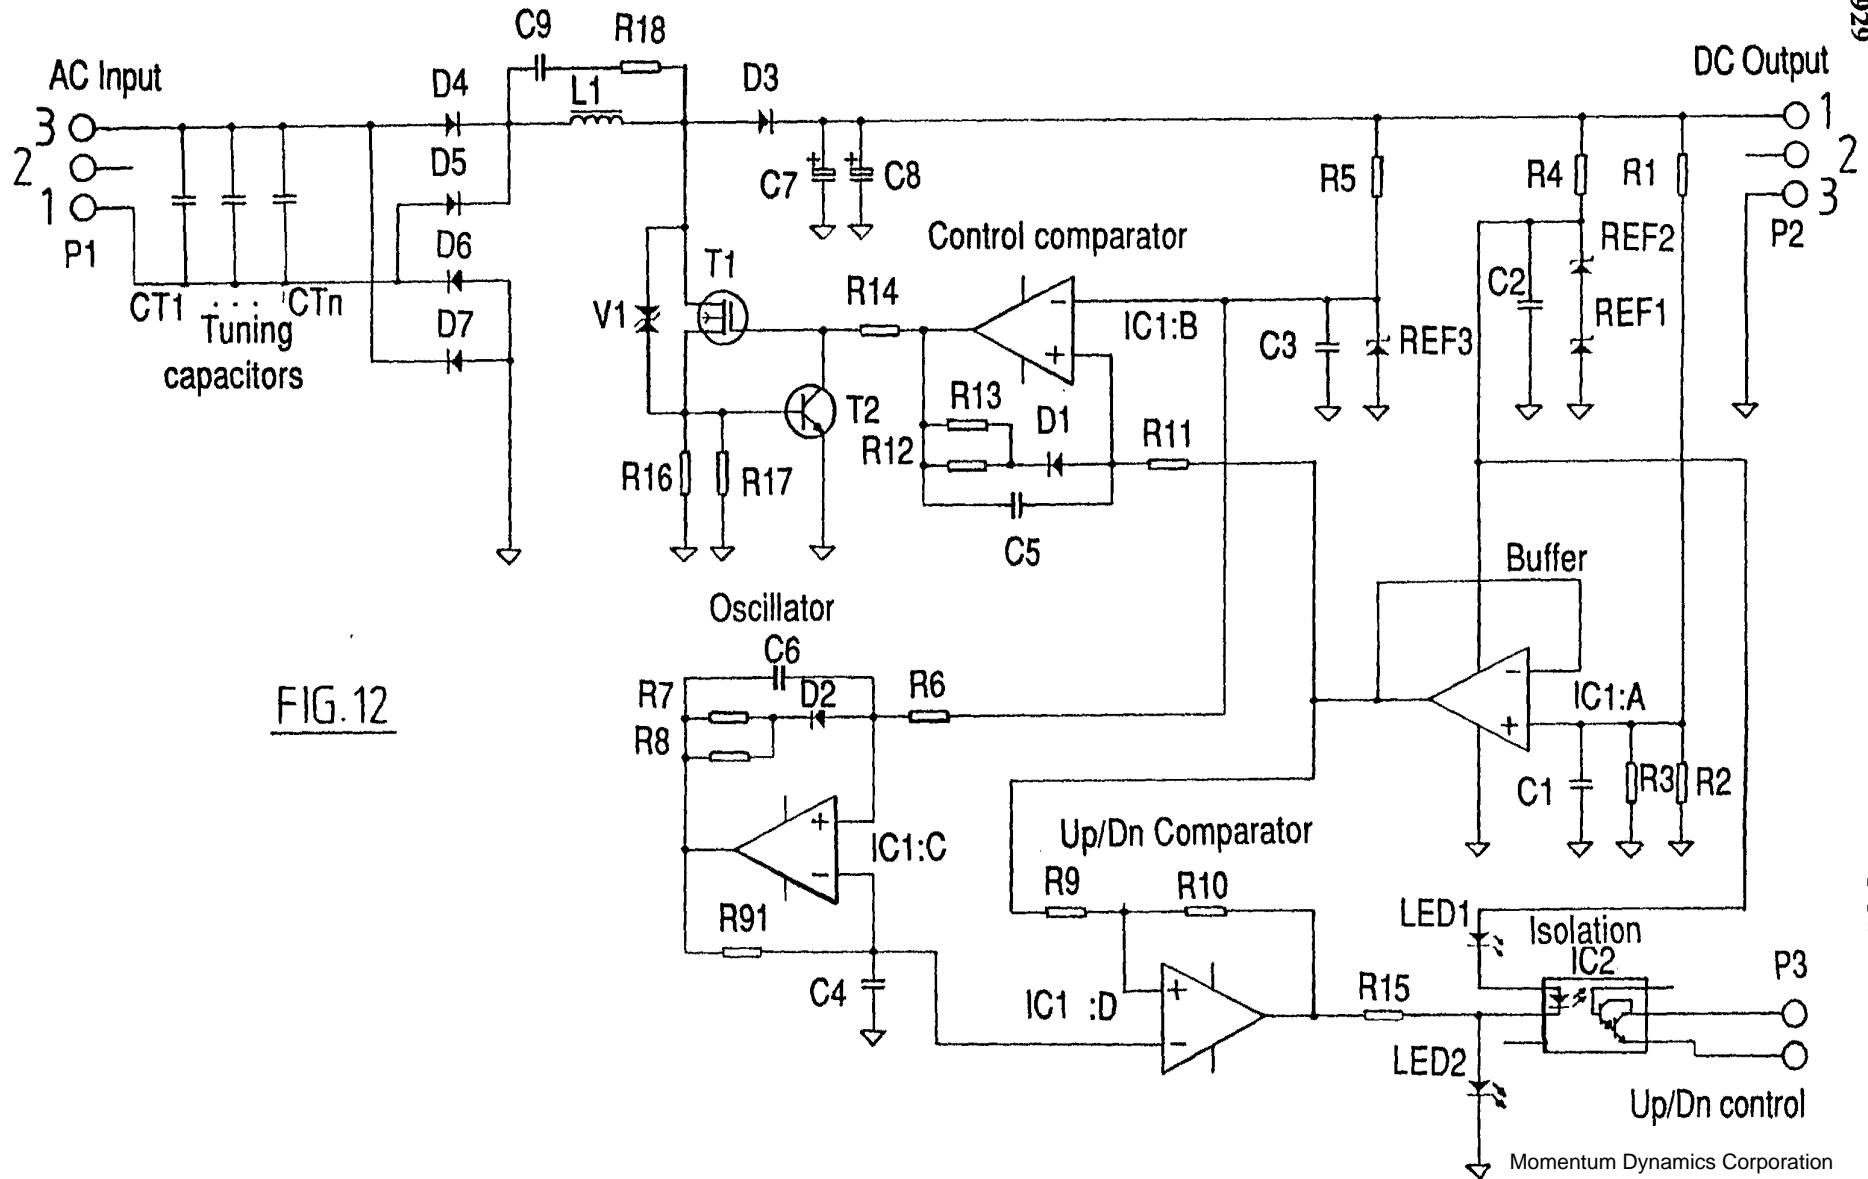 929
C9
R18
AC Input
DC Output
D4
L1
D3
3
1
2
D5
2
1
3
P1
P2
C7
+
+
C8
R5
R4
R1
D6
Control comparator
REF2
T1
R14
C2
CT1 . . . CTn
V1
-
IC1:B
REF1
Tuning
capacitors
D7
+
C3
REF3
T2
R13
D1
R12
R11
R16
R17
C5
Buffer
Oscillator
C6
R7
D2
R6
-
IC1:A
FIG.12
R8
+
C1
R3
R2
+
IC1:C
Up/Dn Comparator
-
R9
R10
R91
LED1
Isolation
IC2
P3
C4
IC1 :D
+
R15
-
LED2
Up/Dn control
Momentum Dynamics Corporation